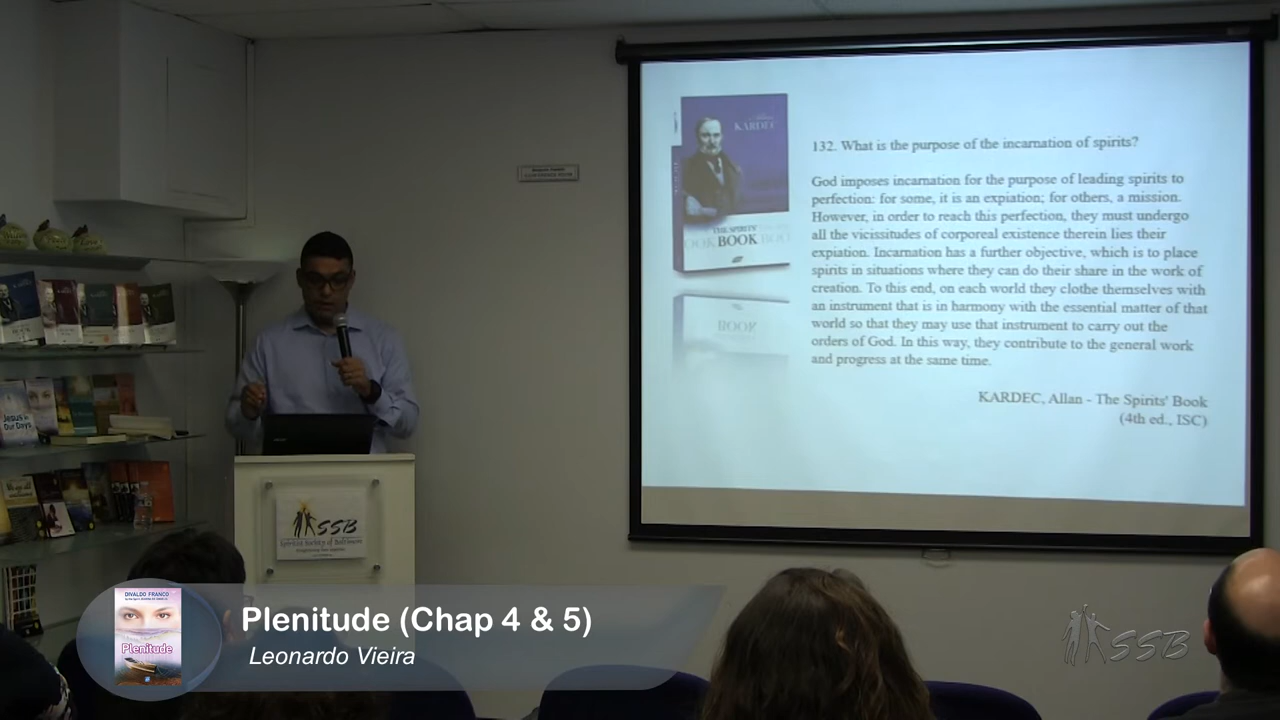 KARDEC
THE SPIRITS'
BOOK
132. What is the purpose of the incarnation of spirits?
God imposes incarnation for the purpose of leading spirits to
perfection: for some, it is an expiation; for others, a mission.
However, in order to reach this perfection, they must undergo
all the vicissitudes of corporeal existence therein lies their
expiation. Incarnation has a further objective, which is to place
spirits in situations where they can do their share in the work of
creation. To this end, on each world they clothe themselves with
an instrument that is in harmony with the essential matter of that
world so that they may use that instrument to carry out the
orders of God. In this way, they contribute to the general work
and progress at the same time.
KARDEC, Allan - The Spirits' Book
(4th ed., ISC)
Jesus in
Our Days
SSB
Spiritist Society of Baltimore
DIVALDO FRANCO
Plenitude
Plenitude (Chap 4 & 5)
Leonardo Vieira
SSB